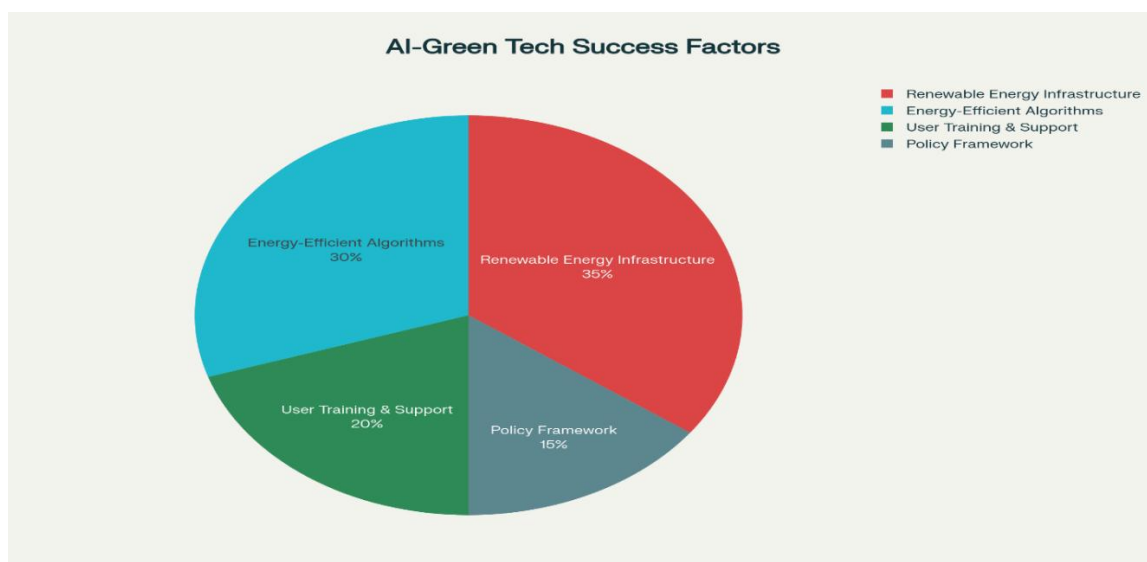 AI-Green Tech Success Factors
Renewable Energy Infrastructure
Energy-Efficient Algorithms
User Training & Support
Policy Framework
Energy-Efficient Algorithms
30%
Renewable Energy Infrastructure
35%
User Training & Support
20%
Policy Framework
15%